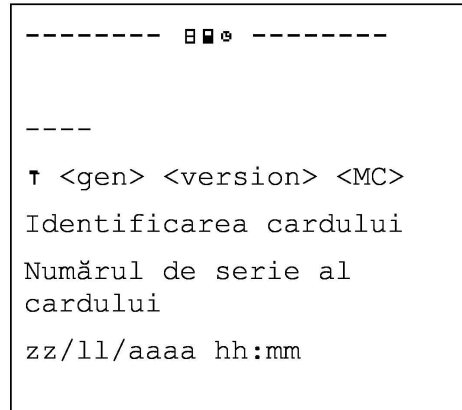 -------- --------
----
<gen> <version> <MC>
Identificarea cardului
Numărul de serie al
cardului
zz/ll/aaaa hh:mm